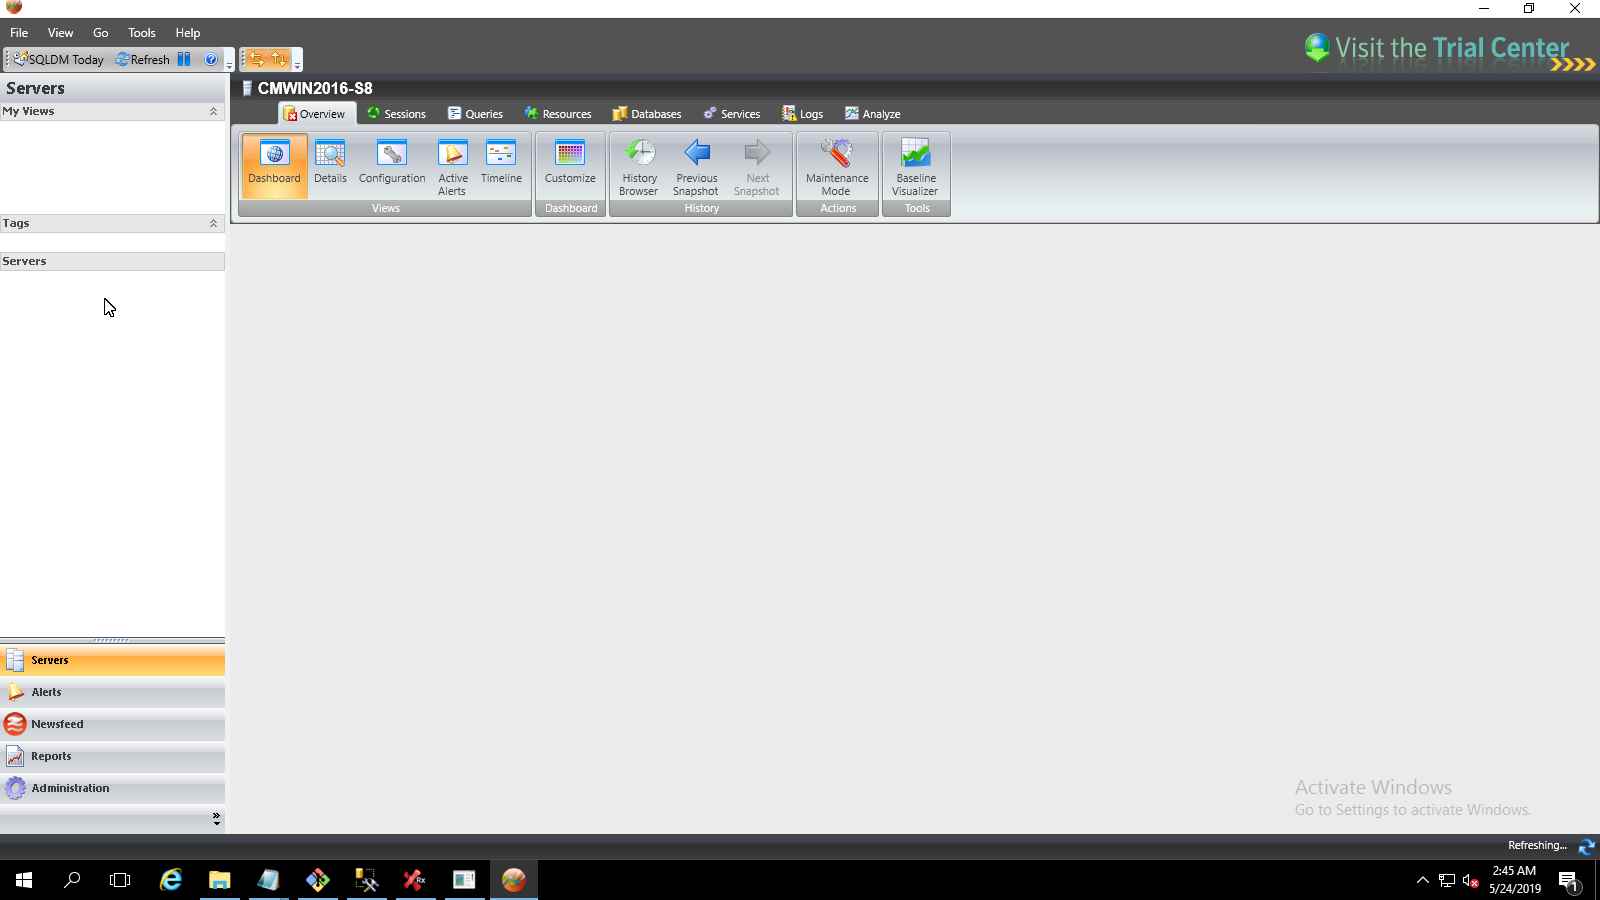 File View Go Tools Help
SQLDM Today Refresh
Visit the Trial Center
Servers
My Views
Tags
Servers
CMWIN2016-S8
Overview Sessions Queries Resources Databases Services Logs Analyze
Dashboard Details Configuration Active Alerts Timeline
Views
Customize
Dashboard
History Browser Previous Snapshot Next Snapshot
History
Maintenance Mode
Actions
Baseline Visualizer
Tools
Servers
Alerts
Newsfeed
Reports
Administration
Activate Windows
Go to Settings to activate Windows.
Refreshing...
Rx
2:45 AM
5/24/2019
1